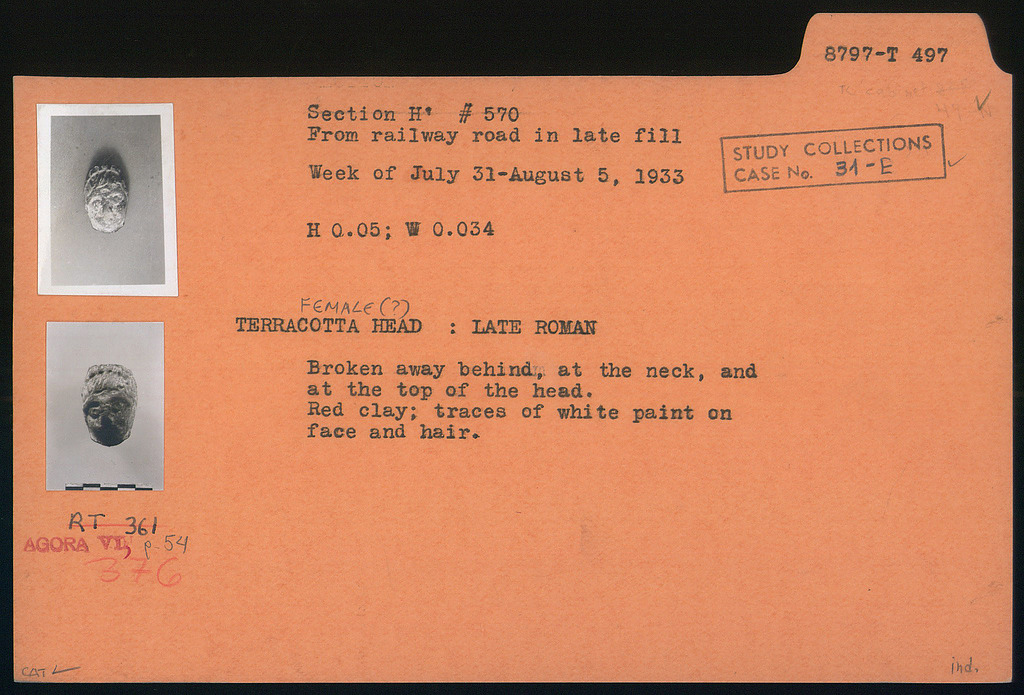 8797-T 497
Section H' # 570
From railway road in late fill
STUDY COLLECTIONS
CASE No. 31-E
Week of July 31-August 5, 1933
H 0.05; W 0.034
FEMALE (?)
TERRACOTTA HEAD : LATE ROMAN
Broken away behind, at the neck, and
at the top of the head.
Red clay; traces of white paint on
face and hair.
RT 361
AGORA VI, p. 54
376
CAT
ind.